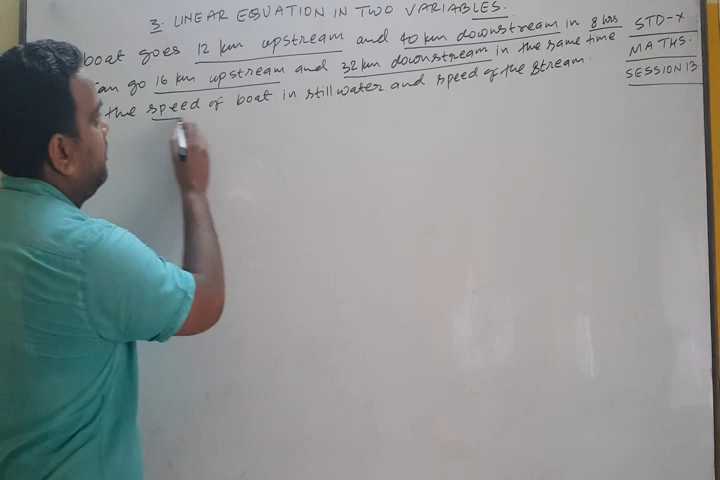 3. LINEAR EQUATION IN TWO VARIABLES.
boat goes 12 km upstream and 40 km downstream in 8 hrs
can go 16 km upstream and 32 km downstream in the same time
the speed of boat in still water and speed of the stream.
STD-X
MATHS.
SESSION 13